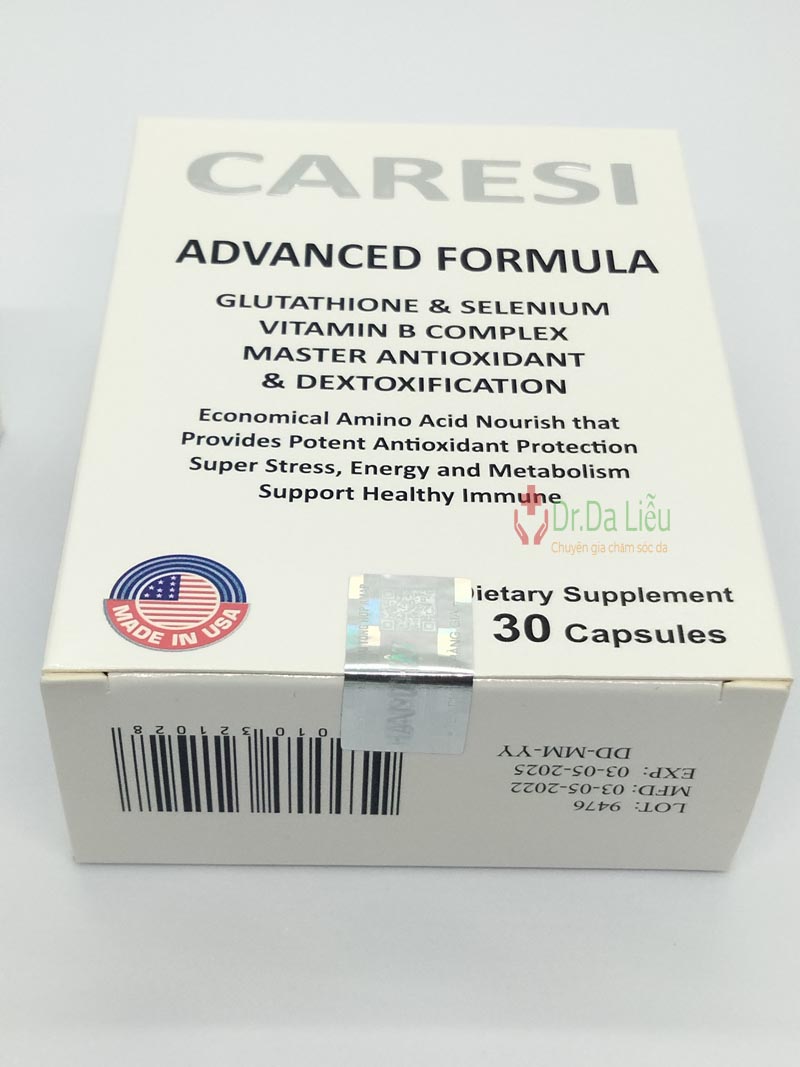 CARESI
ADVANCED FORMULA
GLUTATHIONE & SELENIUM
VITAMIN B COMPLEX
MASTER ANTIOXIDANT
& DEXTOXIFICATION
Economical Amino Acid Nourish that
Provides Potent Antioxidant Protection
Super Stress, Energy and Metabolism
Support Healthy Immune
Dr.Da Liễu
Chuyên gia chăm sóc da
MADE IN USA
Dietary Supplement
30 Capsules
LOT: 9476
MFD: 03-05-2022
EXP: 03-05-2025
DD-MM-YY